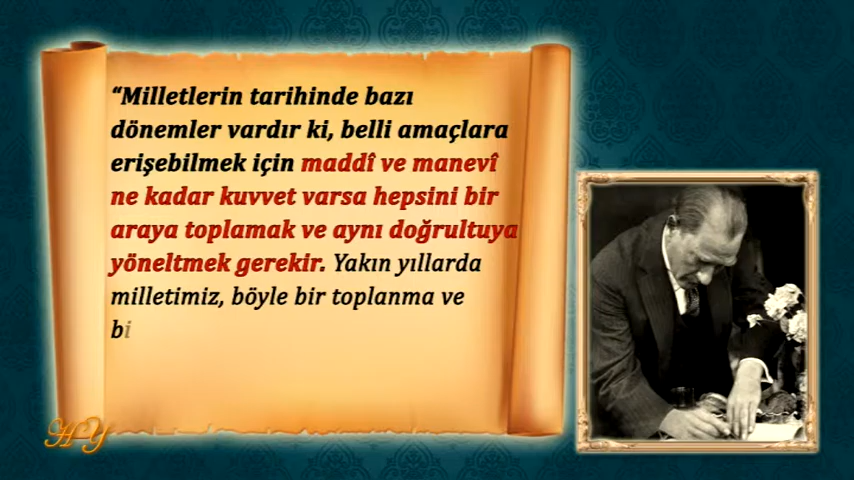 “Milletlerin tarihinde bazı
dönemler vardır ki, belli amaçlara
erişebilmek için maddî ve manevî
ne kadar kuvvet varsa hepsini bir
araya toplamak ve aynı doğrultuya
yöneltmek gerekir. Yakın yıllarda
milletimiz, böyle bir toplanma ve
bi
HY